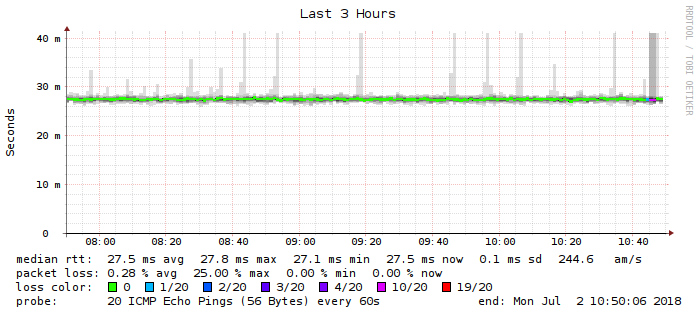 Last 3 Hours
RRDTOOL / TOBI OETIKER
Seconds
40 m
30 m
20 m
10 m
0
08:00 08:20 08:40 09:00 09:20 09:40 10:00 10:20 10:40
median rtt: 27.5 ms avg 27.8 ms max 27.1 ms min 27.5 ms now 0.1 ms sd 244.6 am/s
packet loss: 0.28 % avg 25.00 % max 0.00 % min 0.00 % now
loss color: 0 1/20 2/20 3/20 4/20 10/20 19/20
probe: 20 ICMP Echo Pings (56 Bytes) every 60s end: Mon Jul 2 10:50:06 2018